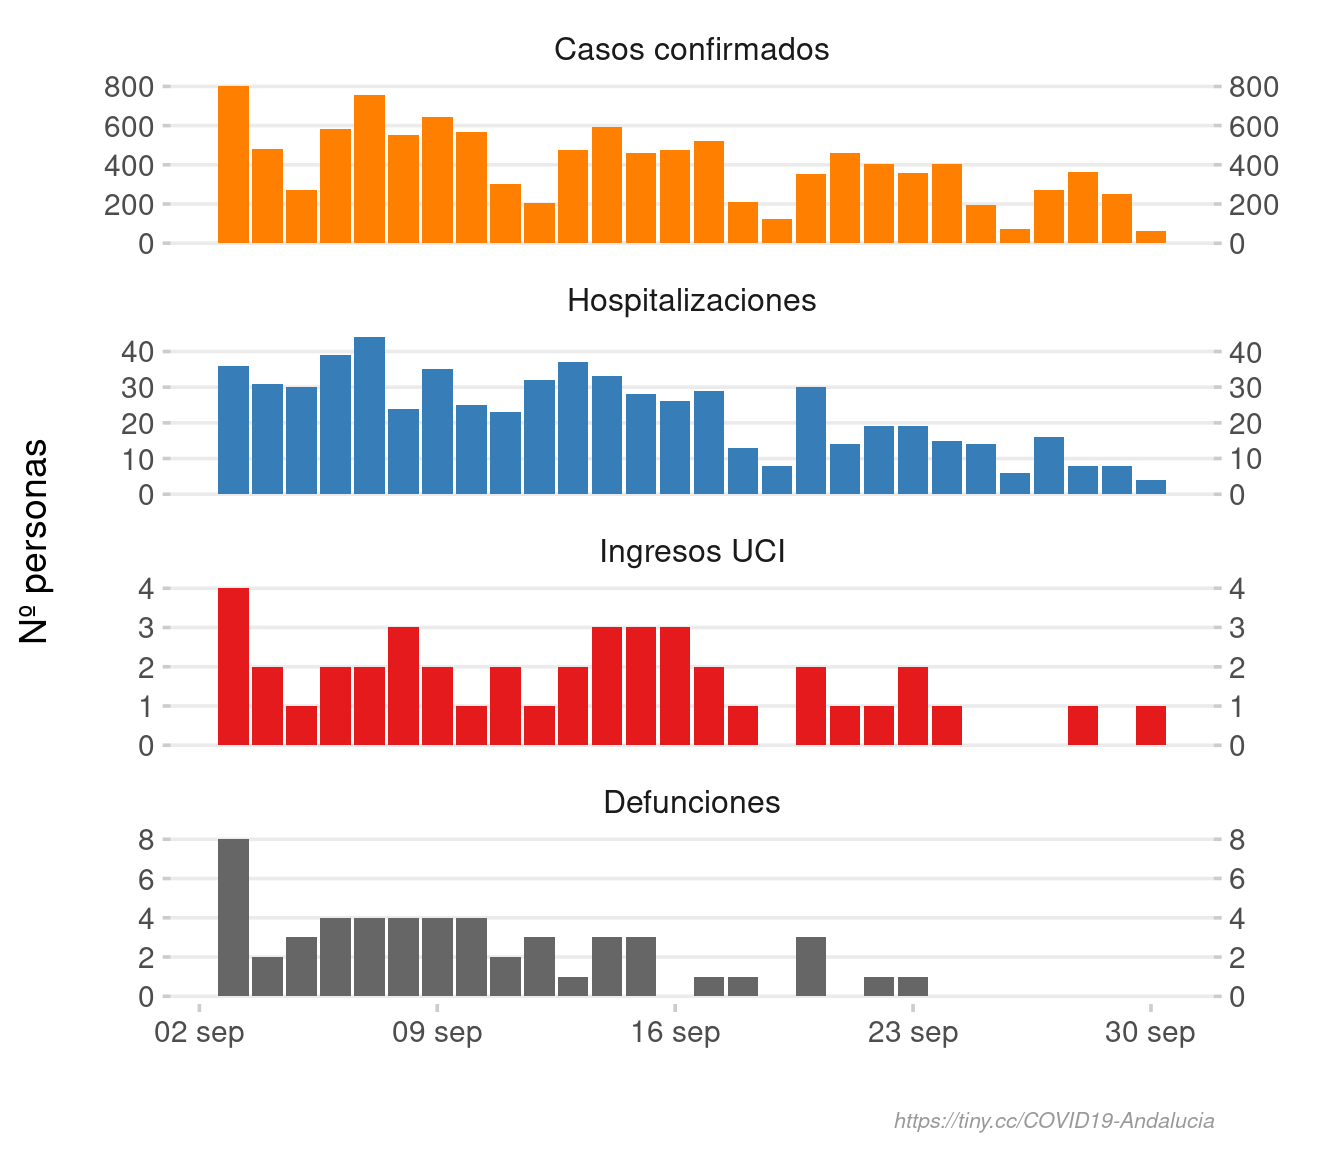 Casos confirmados
800 800
600 600
400 400
200 200
0 0
Hospitalizaciones
40 40
30 30
20 20
10 10
0 0
Nº personas
Ingresos UCI
4 4
3 3
2 2
1 1
0 0
Defunciones
8 8
6 6
4 4
2 2
0 0
02 sep 09 sep 16 sep 23 sep 30 sep
https://tiny.cc/COVID19-Andalucia